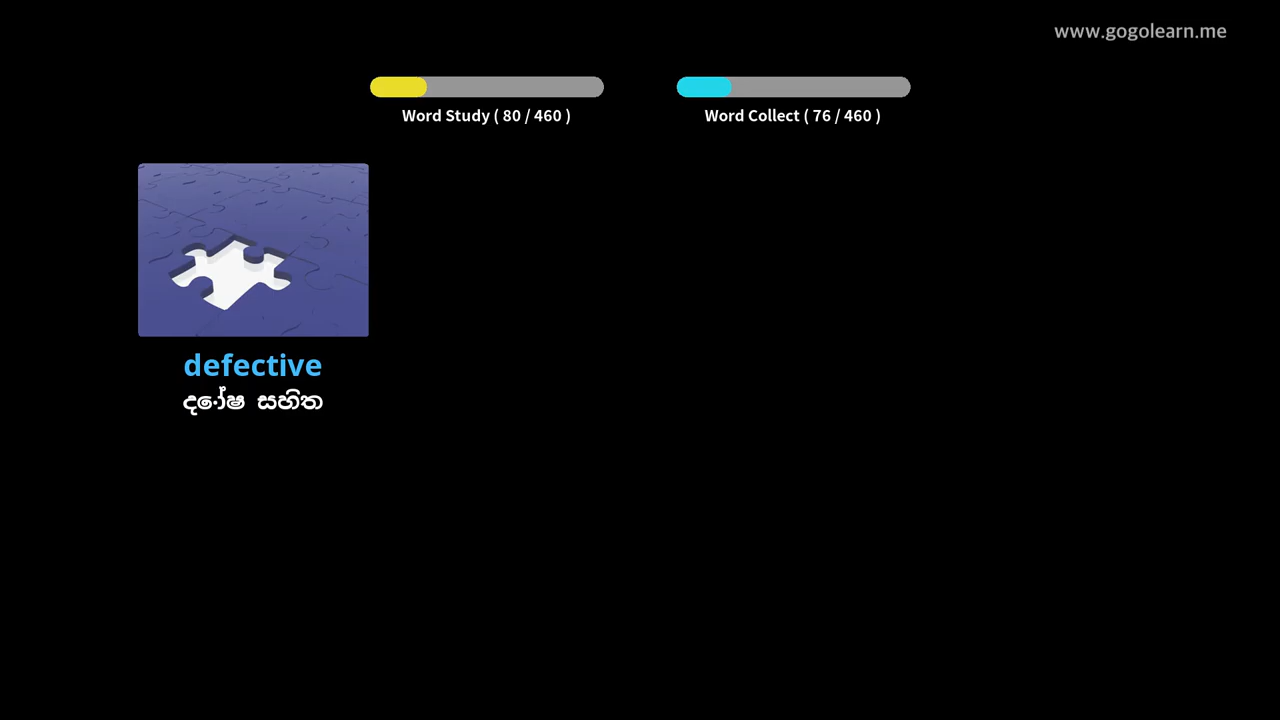 www.gogolearn.me
Word Study ( 80 / 460 )
Word Collect ( 76 / 460 )
defective
දෝෂ සහිත